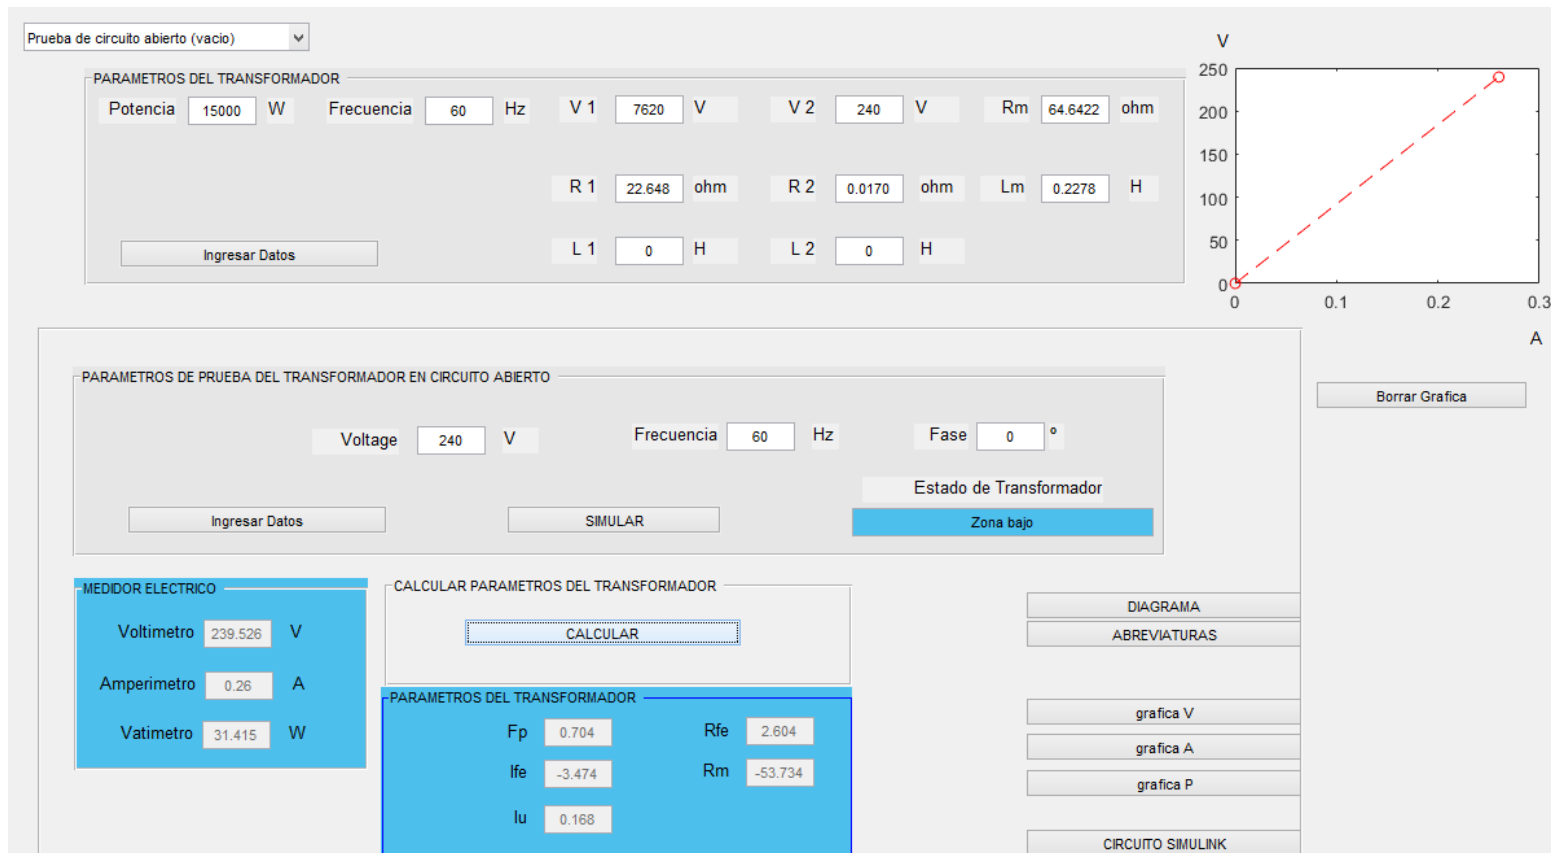 Prueba de circuito abierto (vacio)
PARAMETROS DEL TRANSFORMADOR
Potencia 15000 W Frecuencia 60 Hz V 1 7620 V V 2 240 V Rm 64.6422 ohm
R 1 22.648 ohm R 2 0.0170 ohm Lm 0.2278 H
Ingresar Datos L 1 0 H L 2 0 H
V
250
200
150
100
50
0
0 0.1 0.2 0.3
A
Borrar Grafica
PARAMETROS DE PRUEBA DEL TRANSFORMADOR EN CIRCUITO ABIERTO
Voltage 240 V Frecuencia 60 Hz Fase 0 º
Estado de Transformador
Ingresar Datos SIMULAR Zona bajo
MEDIDOR ELECTRICO
Voltimetro 239.526 V
Amperimetro 0.26 A
Vatimetro 31.415 W
CALCULAR PARAMETROS DEL TRANSFORMADOR
CALCULAR
PARAMETROS DEL TRANSFORMADOR
Fp 0.704 Rfe 2.604
Ife -3.474 Rm -53.734
Iu 0.168
DIAGRAMA
ABREVIATURAS
grafica V
grafica A
grafica P
CIRCUITO SIMULINK